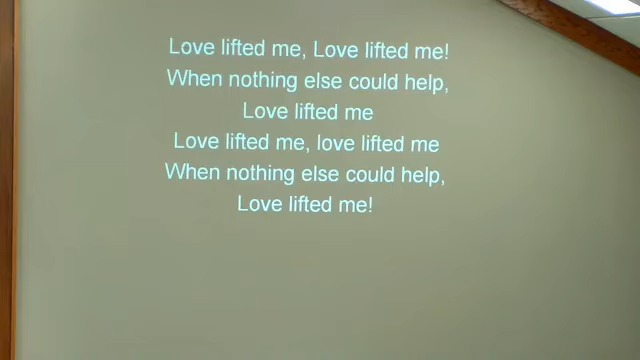 Love lifted me, Love lifted me!
When nothing else could help,
Love lifted me
Love lifted me, love lifted me
When nothing else could help,
Love lifted me!